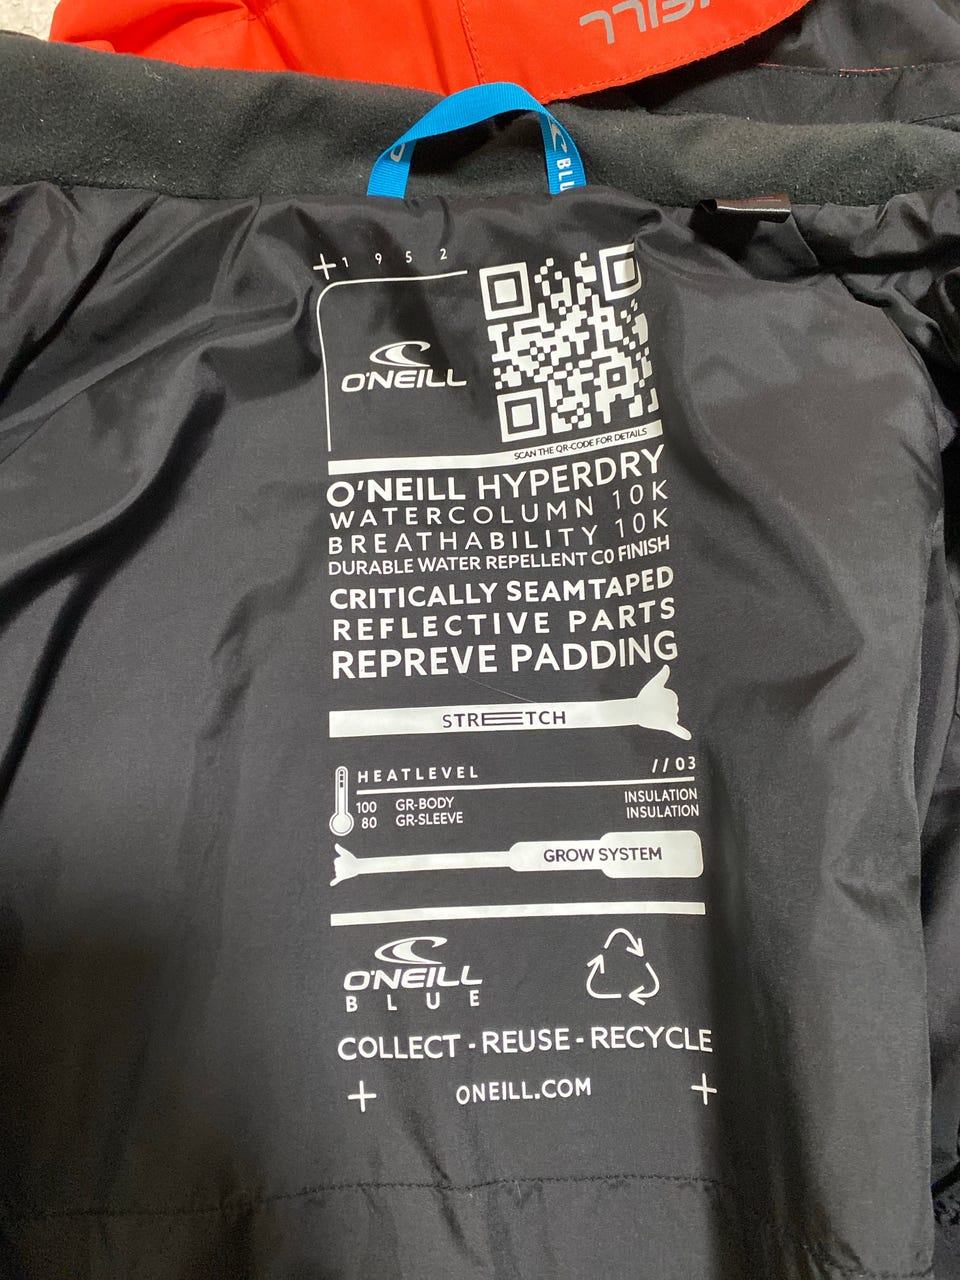 O'NEILL
BLUE
1952
O'NEILL
SCAN THE QR-CODE FOR DETAILS
O'NEILL HYPERDRY
WATERCOLUMN 10K
BREATHABILITY 10K
DURABLE WATER REPELLENT C0 FINISH
CRITICALLY SEAMTAPED
REFLECTIVE PARTS
REPREVE PADDING
STRETCH
HEATLEVEL //03
100 GR-BODY INSULATION
80 GR-SLEEVE INSULATION
GROW SYSTEM
O'NEILL
BLUE
COLLECT - REUSE - RECYCLE
ONEILL.COM